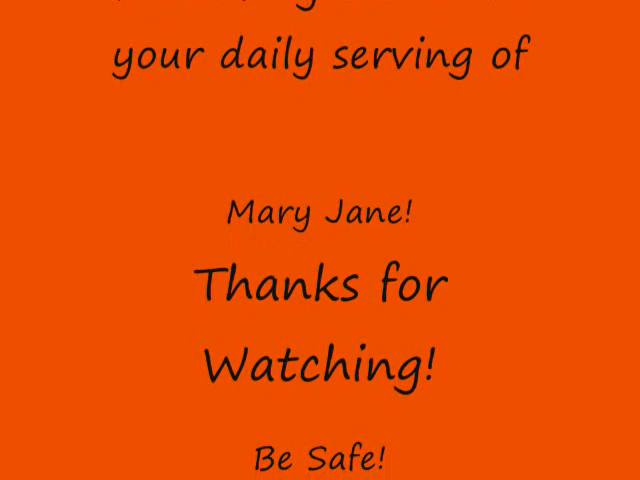 your daily serving of
Mary Jane!
Thanks for
Watching!
Be Safe!